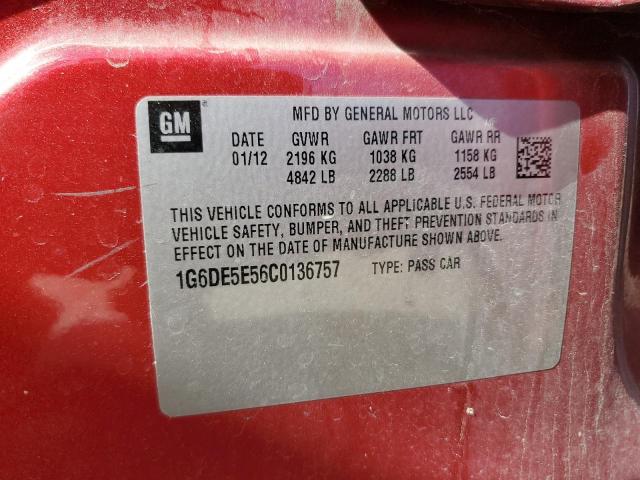 GM
MFD BY GENERAL MOTORS LLC
DATE GVWR GAWR FRT GAWR RR
01/12 2196 KG 1038 KG 1158 KG
4842 LB 2288 LB 2554 LB
THIS VEHICLE CONFORMS TO ALL APPLICABLE U.S. FEDERAL MOTOR
VEHICLE SAFETY, BUMPER, AND THEFT PREVENTION STANDARDS IN
EFFECT ON THE DATE OF MANUFACTURE SHOWN ABOVE.
1G6DE5E56C0136757 TYPE: PASS CAR